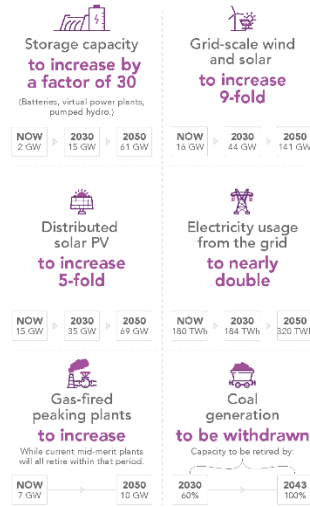 Storage capacity
to increase by
a factor of 30
(Batteries, virtual power plants,
pumped hydro.)
NOW 2030 2050
2 GW 15 GW 61 GW
Grid-scale wind
and solar
to increase
9-fold
NOW 2030 2050
16 GW 44 GW 141 GW
Distributed
solar PV
to increase
5-fold
NOW 2030 2050
15 GW 35 GW 69 GW
Electricity usage
from the grid
to nearly
double
NOW 2030 2050
180 TWh 184 TWh 320 TWh
Gas-fired
peaking plants
to increase
While current mid-merit plants
will all retire within that period.
NOW 2050
7 GW 10 GW
Coal
generation
to be withdrawn
Capacity to be retired by:
2030 2043
60% 100%